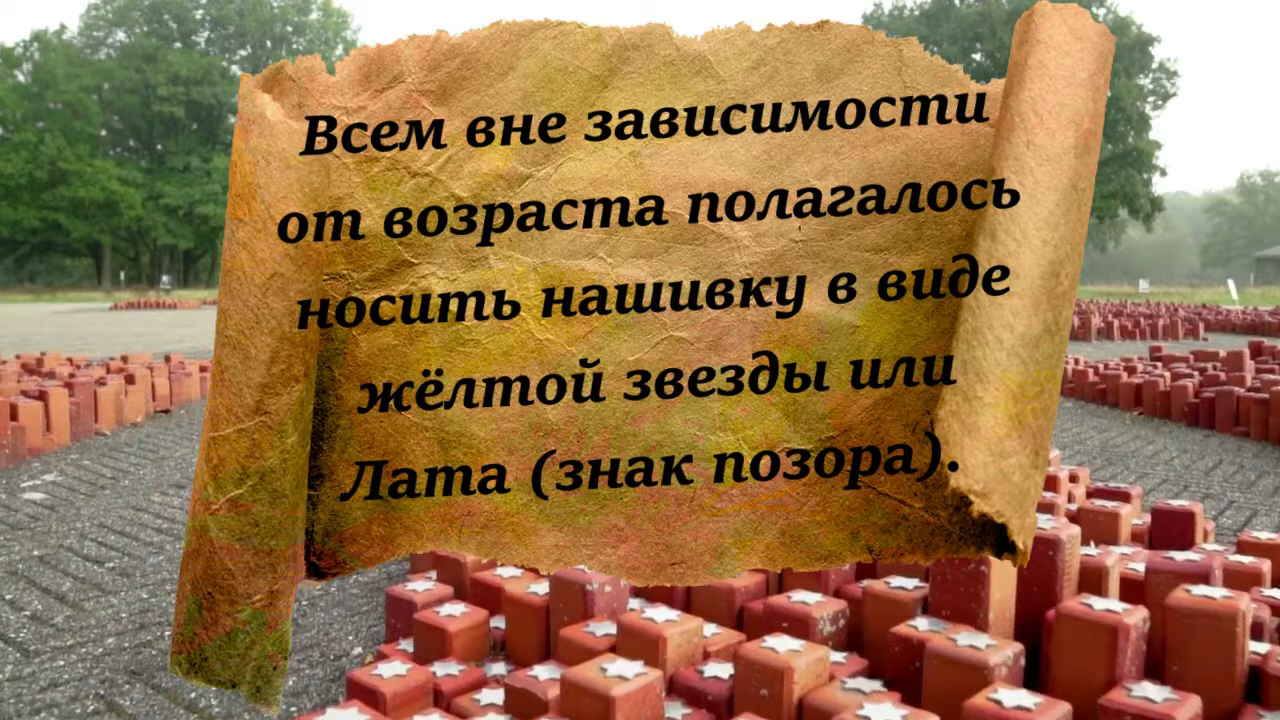 Всем вне зависимости
от возраста полагалось
носить нашивку в виде
жёлтой звезды или
Лата (знак позора).